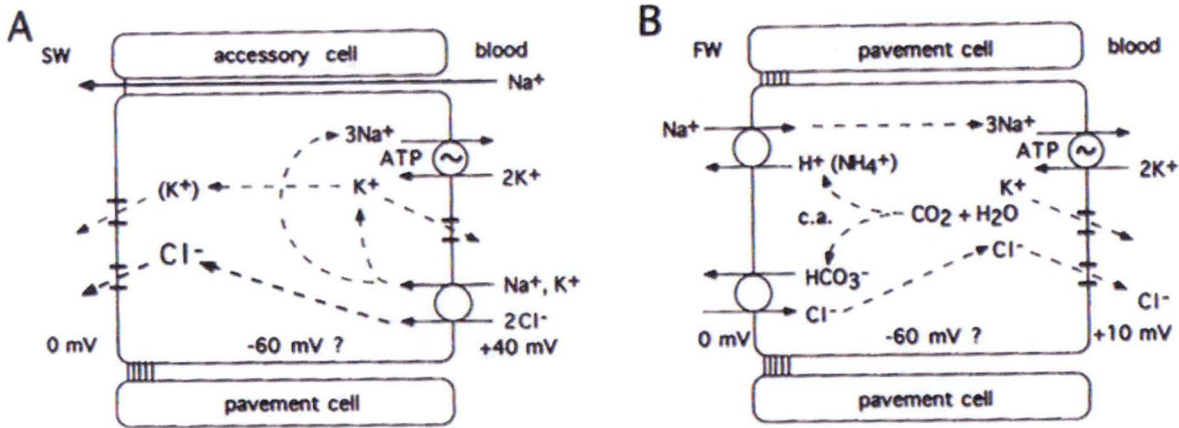 A
SW
accessory cell
blood
Na⁺
3Na⁺
ATP
~
2K⁺
(K⁺)
K⁺
Cl⁻
Na⁺, K⁺
2Cl⁻
0 mV
-60 mV ?
+40 mV
pavement cell
B
FW
pavement cell
blood
Na⁺
3Na⁺
ATP
~
H⁺ (NH₄⁺)
2K⁺
K⁺
c.a.
CO₂ + H₂O
Cl⁻
HCO₃⁻
Cl⁻
Cl⁻
0 mV
-60 mV ?
+10 mV
pavement cell